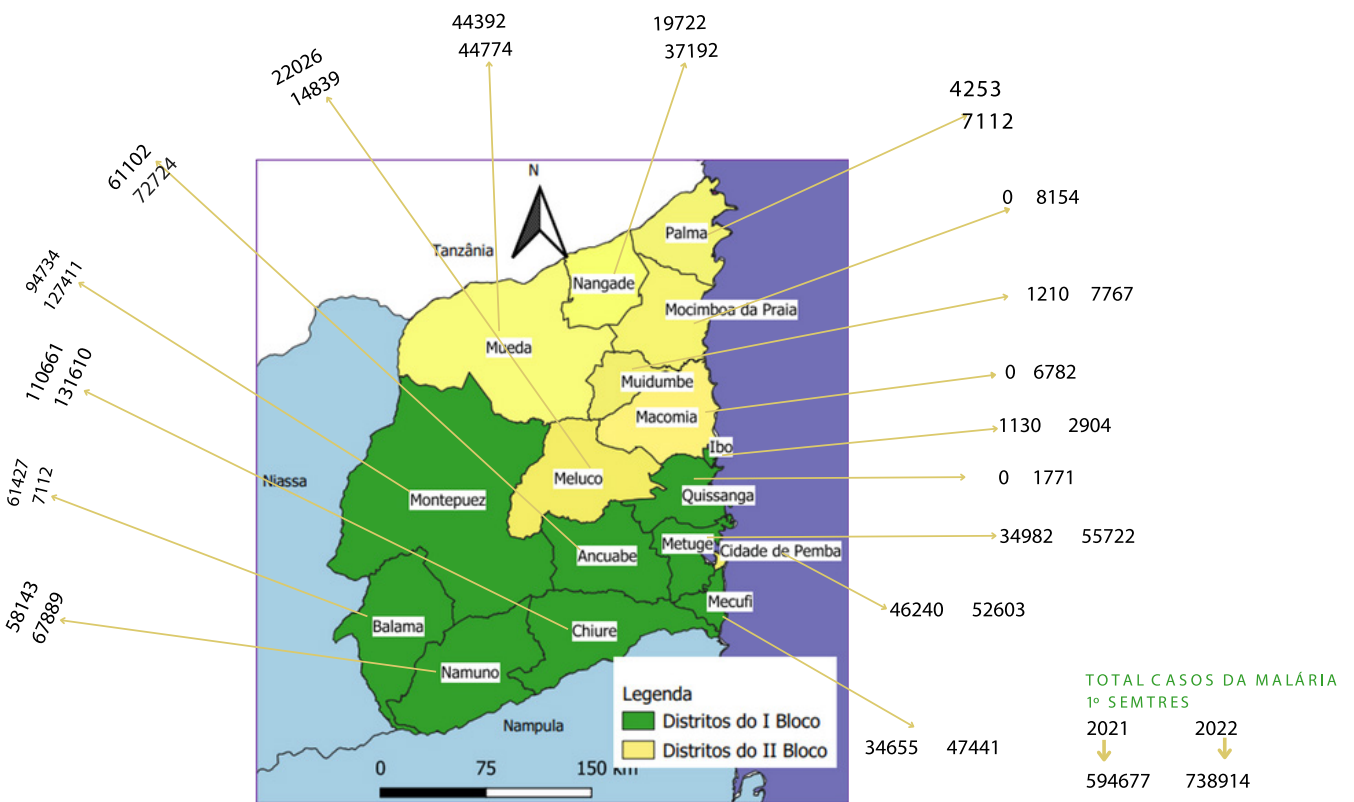 44392
44774
19722
37192
22026
14839
4253
7112
61102
72724
0 8154
94734
127411
1210 7767
110661
131610
0 6782
1130 2904
61427
7112
0 1771
34982 55722
58143
67889
46240 52603
34655 47441
N
Tanzânia
Palma
Nangade
Mocimboa da Praia
Mueda
Muidumbe
Macomia
Ibo
Meluco
Niassa
Quissanga
Montepuez
Metuge
Cidade de Pemba
Ancuabe
Mecufi
Balama
Chiure
Namuno
Nampula
Legenda
Distritos do I Bloco
Distritos do II Bloco
0 75 150 Km
TOTAL CASOS DA MALÁRIA
1º SEMTRES
2021 2022
594677 738914